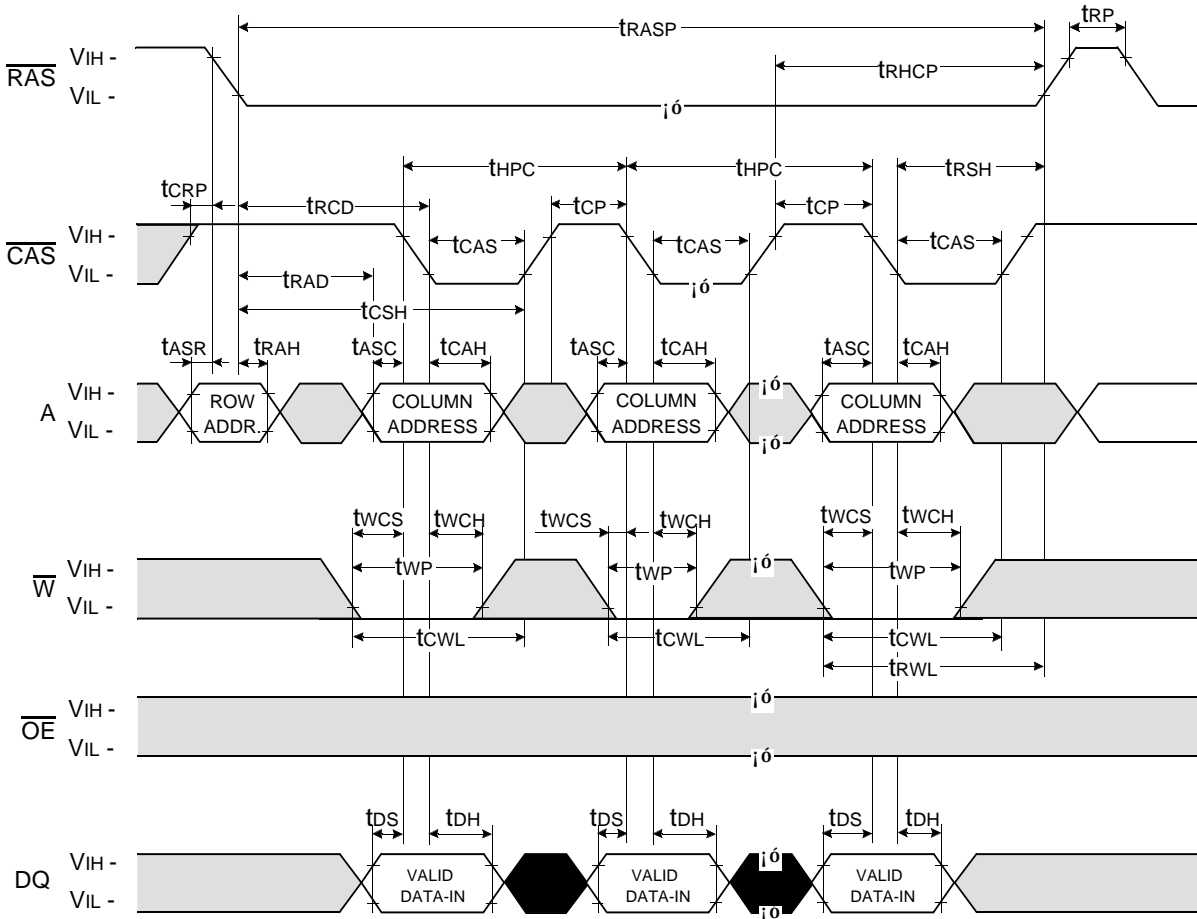 tRASP
tRP
RAS
VIH -
VIL -
tRHCP
¡ó
tCRP
tHPC
tHPC
tRSH
tRCD
tCP
tCP
CAS
VIH -
VIL -
tCAS
tCAS
tCAS
¡ó
tRAD
tCSH
tASR
tRAH
tASC
tCAH
tASC
tCAH
tASC
tCAH
A
VIH -
VIL -
ROW
ADDR.
COLUMN
ADDRESS
COLUMN
ADDRESS
¡ó
¡ó
COLUMN
ADDRESS
tWCS
tWCH
tWCS
tWCH
tWCS
tWCH
W
VIH -
VIL -
tWP
tWP
¡ó
tWP
tCWL
tCWL
tCWL
tRWL
OE
VIH -
VIL -
¡ó
¡ó
tDS
tDH
tDS
tDH
tDS
tDH
DQ
VIH -
VIL -
VALID
DATA-IN
VALID
DATA-IN
¡ó
¡ó
VALID
DATA-IN